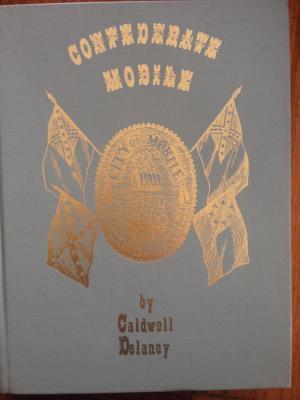 CONFEDERATE
MOBILE
CITY OF MOBILE
by
Caldwell
Delaney